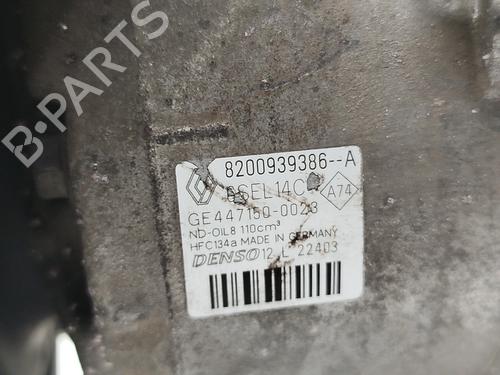 B-PARTS
8200939386--A
6SEL14C
A74
GE447150-0023
ND-OIL8 110cm³
HFC134a MADE IN GERMANY
DENSO 12 L 22403